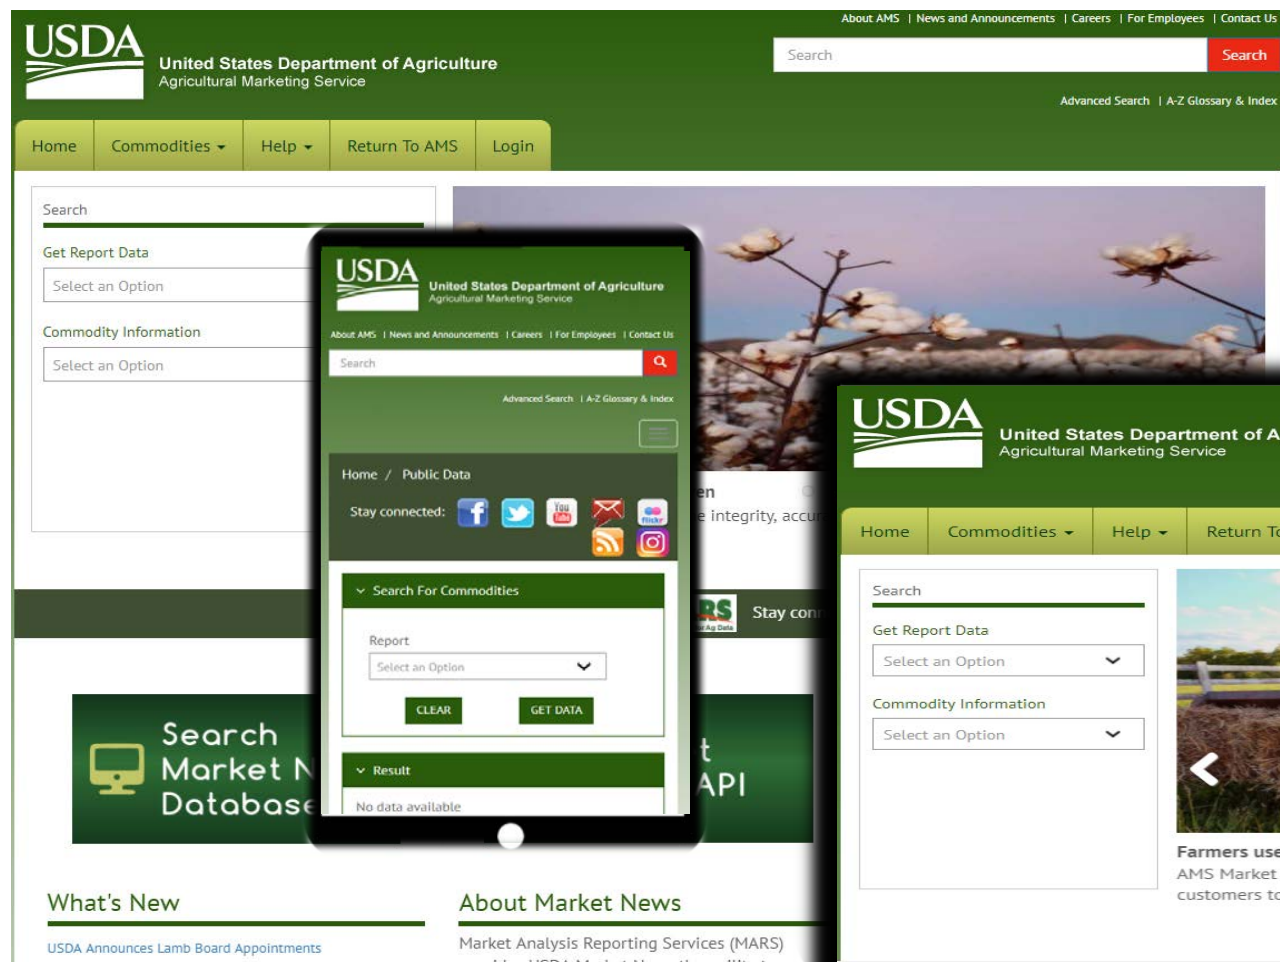 About AMS | News and Announcements | Careers | For Employees | Contact Us
USDA
United States Department of Agriculture
Agricultural Marketing Service
Search
Search
Advanced Search | A-Z Glossary & Index
Home
Commodities
Help
Return To AMS
Login
Search
Get Report Data
Select an Option
Commodity Information
Select an Option
en
e integrity, accur
Stay conn
Search
Market N
Database
t
API
What's New
USDA Announces Lamb Board Appointments
About Market News
Market Analysis Reporting Services (MARS)
USDA
United States Department of Agriculture
Agricultural Marketing Service
About AMS | News and Announcements | Careers | For Employees | Contact Us
Search
Advanced Search | A-Z Glossary & Index
Home / Public Data
Stay connected:
You
Tube
flickr
Search For Commodities
Report
Select an Option
CLEAR
GET DATA
Result
No data available
USDA
United States Department of A
Agricultural Marketing Service
Home
Commodities
Help
Return To
Search
Get Report Data
Select an Option
Commodity Information
Select an Option
Farmers use
AMS Market
customers to